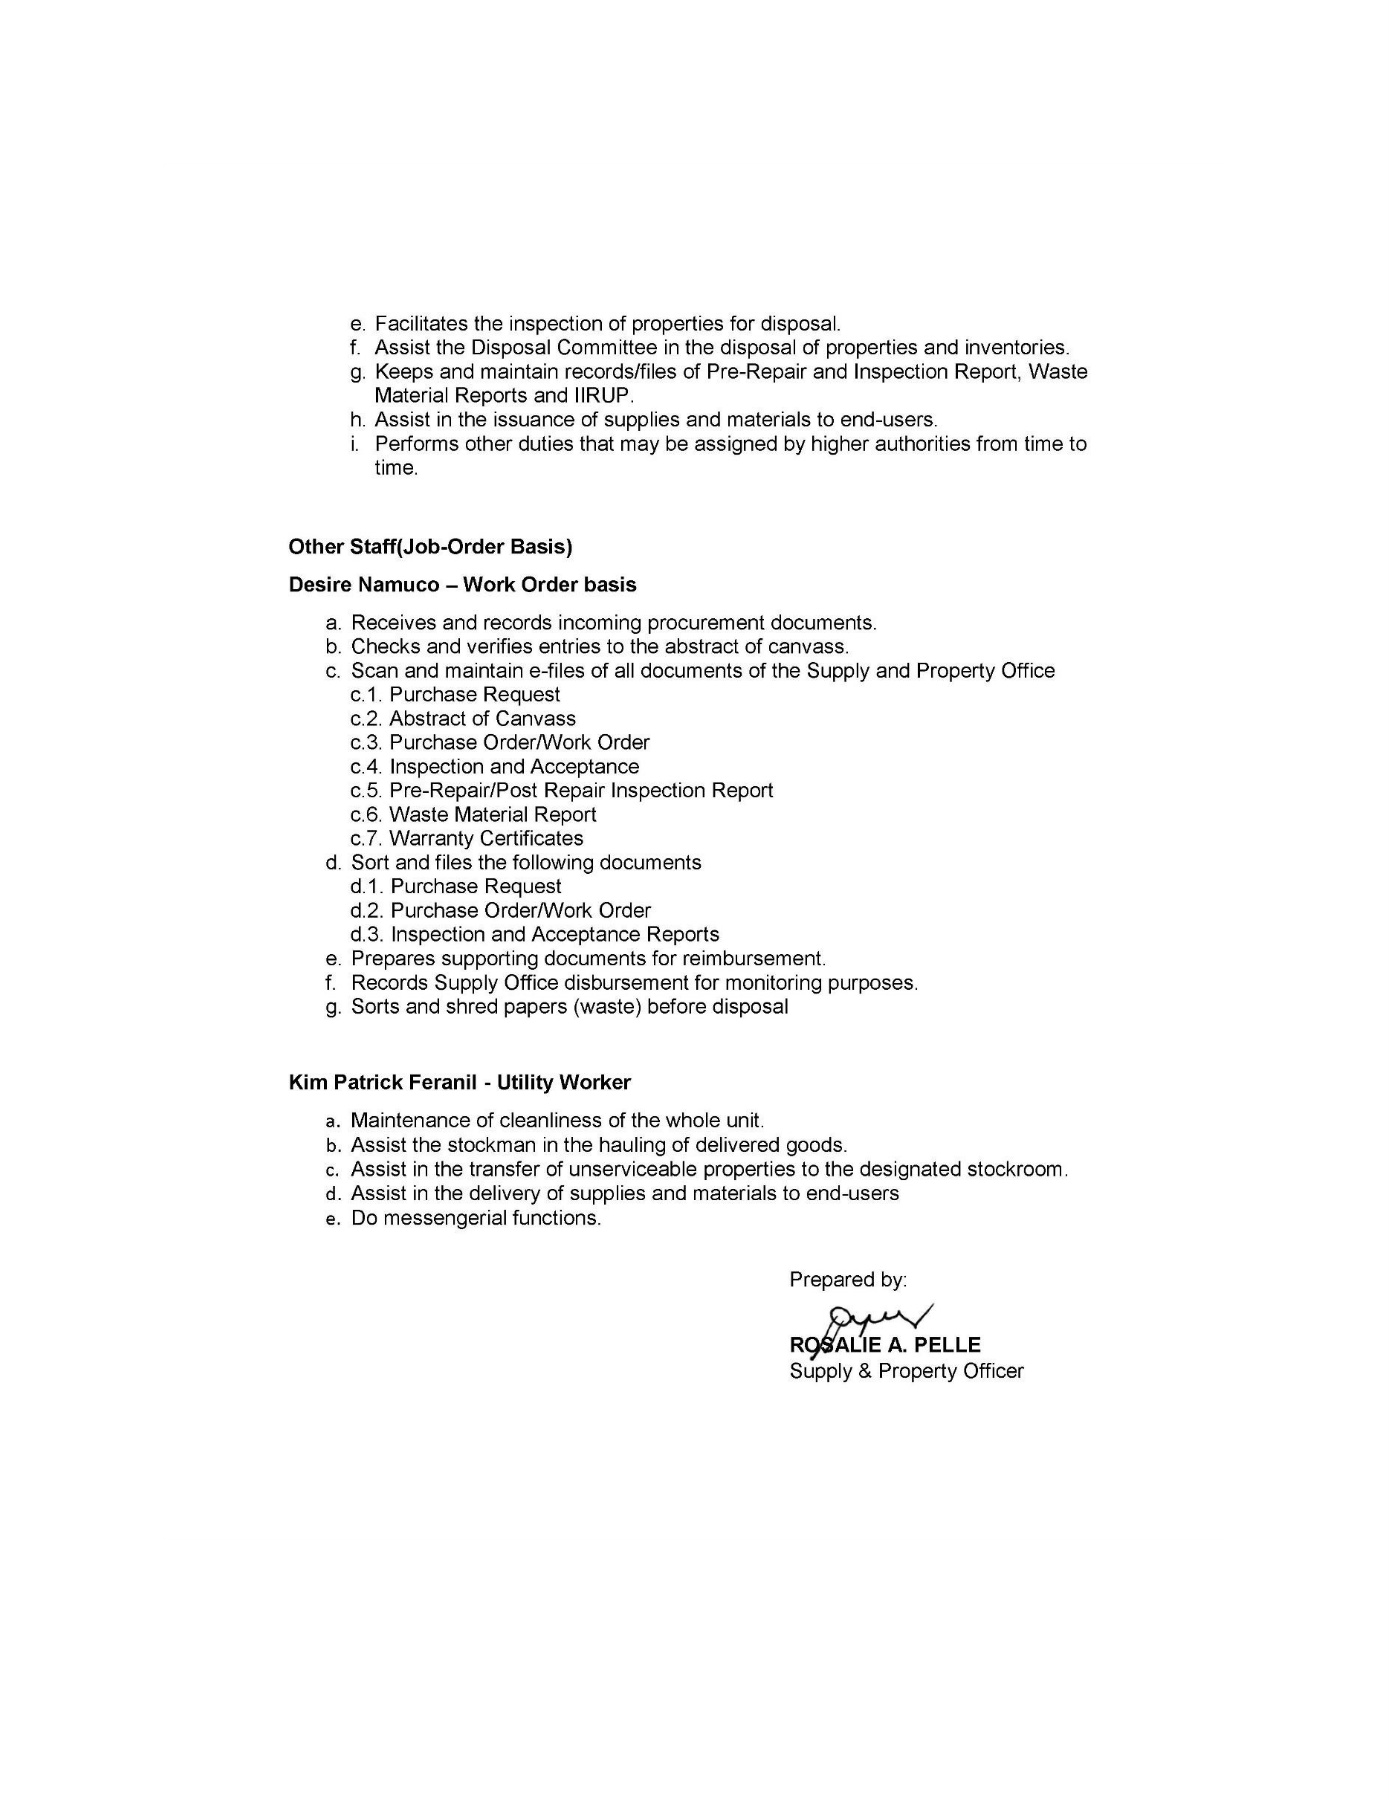 e. Facilitates the inspection of properties for disposal.
f. Assist the Disposal Committee in the disposal of properties and inventories.
g. Keeps and maintain records/files of Pre-Repair and Inspection Report, Waste
Material Reports and IIRUP.
h. Assist in the issuance of supplies and materials to end-users.
i. Performs other duties that may be assigned by higher authorities from time to
time.
Other Staff(Job-Order Basis)
Desire Namuco – Work Order basis
a. Receives and records incoming procurement documents.
b. Checks and verifies entries to the abstract of canvass.
c. Scan and maintain e-files of all documents of the Supply and Property Office
c.1. Purchase Request
c.2. Abstract of Canvass
c.3. Purchase Order/Work Order
c.4. Inspection and Acceptance
c.5. Pre-Repair/Post Repair Inspection Report
c.6. Waste Material Report
c.7. Warranty Certificates
d. Sort and files the following documents
d.1. Purchase Request
d.2. Purchase Order/Work Order
d.3. Inspection and Acceptance Reports
e. Prepares supporting documents for reimbursement.
f. Records Supply Office disbursement for monitoring purposes.
g. Sorts and shred papers (waste) before disposal
Kim Patrick Feranil - Utility Worker
a. Maintenance of cleanliness of the whole unit.
b. Assist the stockman in the hauling of delivered goods.
c. Assist in the transfer of unserviceable properties to the designated stockroom.
d. Assist in the delivery of supplies and materials to end-users
e. Do messengerial functions.
Prepared by:
ROSALIE A. PELLE
Supply & Property Officer